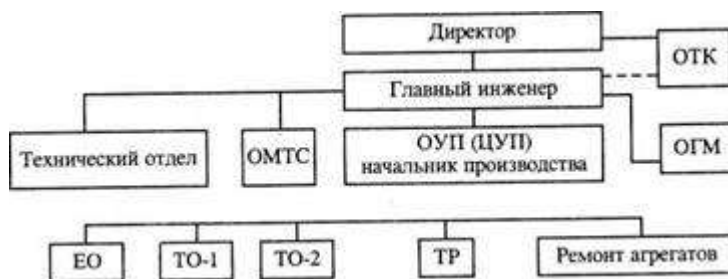 Директор
ОТК
Главный инженер
Технический отдел
ОМТС
ОУП (ЦУП)
начальник производства
ОГМ
ЕО
ТО-1
ТО-2
ТР
Ремонт агрегатов